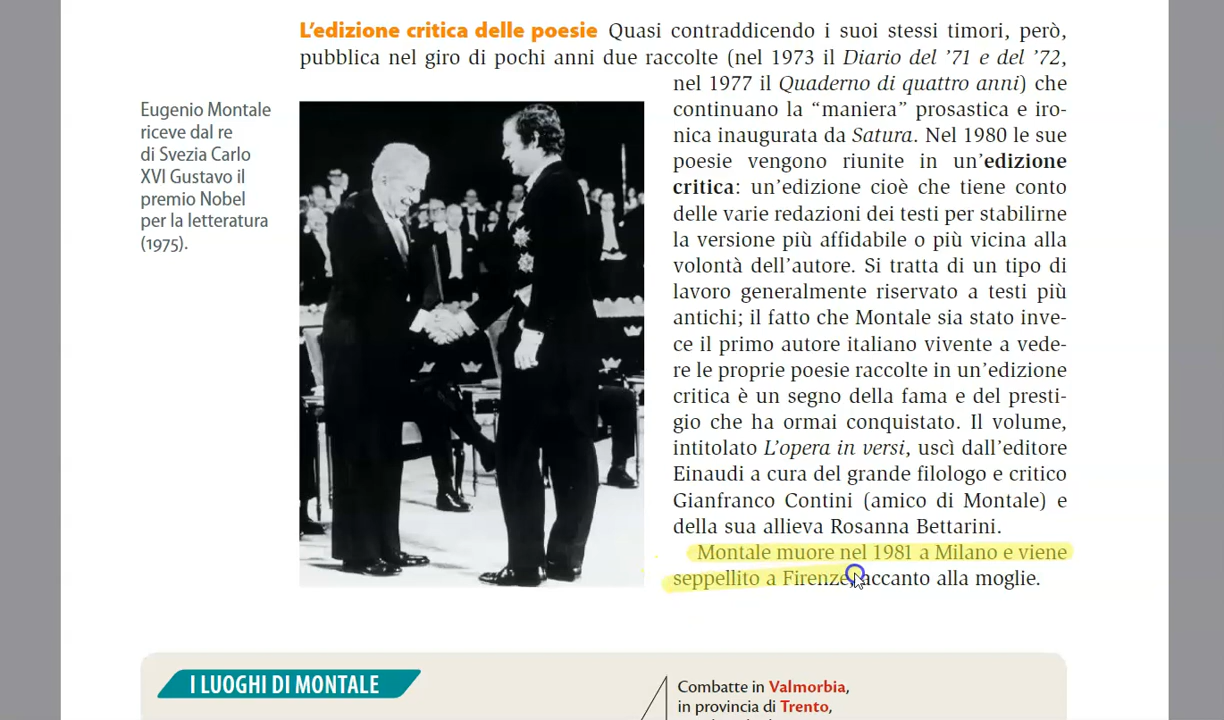 L'edizione critica delle poesie Quasi contraddicendo i suoi stessi timori, però,
pubblica nel giro di pochi anni due raccolte (nel 1973 il Diario del '71 e del '72,
nel 1977 il Quaderno di quattro anni) che
continuano la “maniera” prosastica e iro-
nica inaugurata da Satura. Nel 1980 le sue
poesie vengono riunite in un'edizione
critica: un'edizione cioè che tiene conto
delle varie redazioni dei testi per stabilirne
la versione più affidabile o più vicina alla
volontà dell'autore. Si tratta di un tipo di
lavoro generalmente riservato a testi più
antichi; il fatto che Montale sia stato inve-
ce il primo autore italiano vivente a vede-
re le proprie poesie raccolte in un'edizione
critica è un segno della fama e del presti-
gio che ha ormai conquistato. Il volume,
intitolato L'opera in versi, uscì dall'editore
Einaudi a cura del grande filologo e critico
Gianfranco Contini (amico di Montale) e
della sua allieva Rosanna Bettarini.
Montale muore nel 1981 a Milano e viene
seppellito a Firenze, accanto alla moglie.
Eugenio Montale
riceve dal re
di Svezia Carlo
XVI Gustavo il
premio Nobel
per la letteratura
(1975).
I LUOGHI DI MONTALE
Combatte in Valmorbia,
in provincia di Trento,